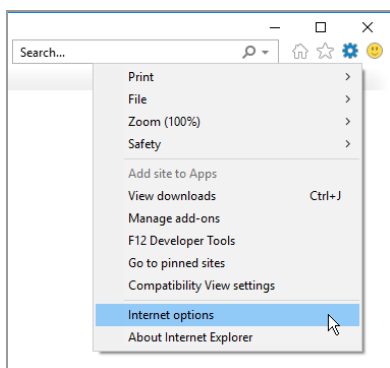 Search...
Print
File
Zoom (100%)
Safety
Add site to Apps
View downloads Ctrl+J
Manage add-ons
F12 Developer Tools
Go to pinned sites
Compatibility View settings
Internet options
About Internet Explorer